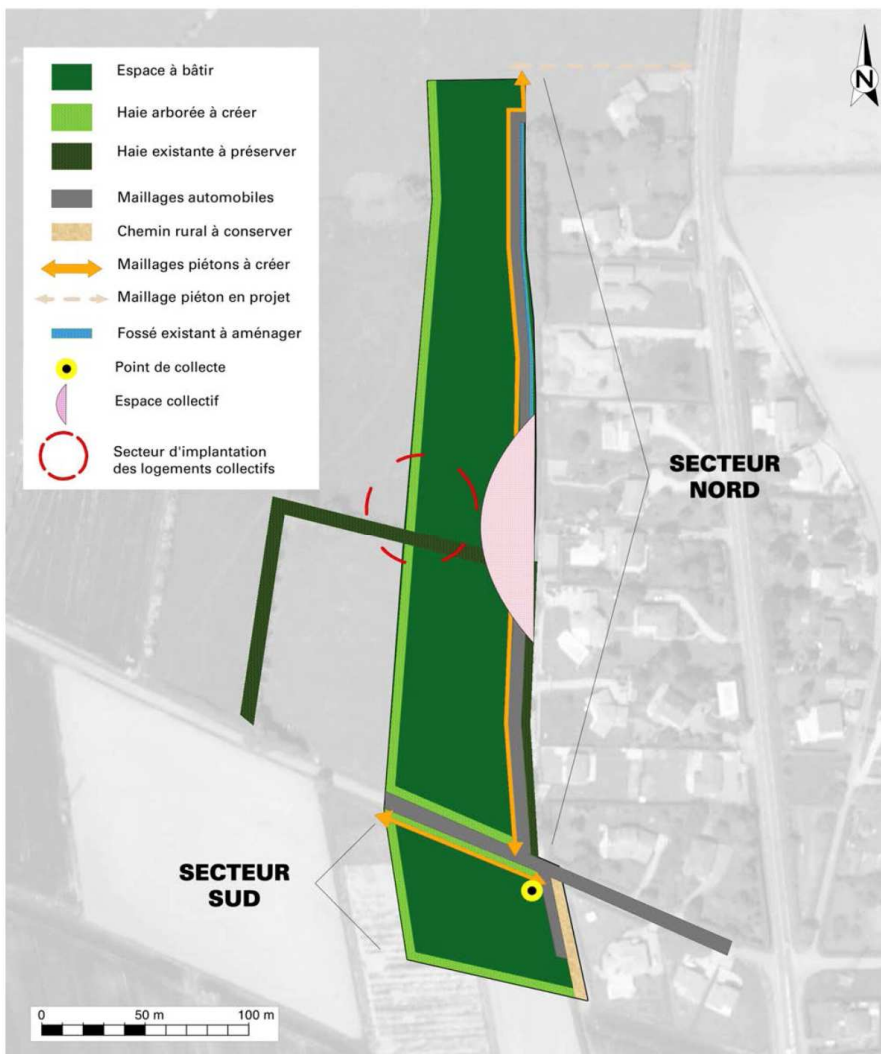 Espace à bâtir
Haie arborée à créer
Haie existante à préserver
Maillages automobiles
Chemin rural à conserver
Maillages piétons à créer
Maillage piéton en projet
Fossé existant à aménager
Point de collecte
Espace collectif
Secteur d'implantation
des logements collectifs
N
SECTEUR
NORD
SECTEUR
SUD
0 50 m 100 m